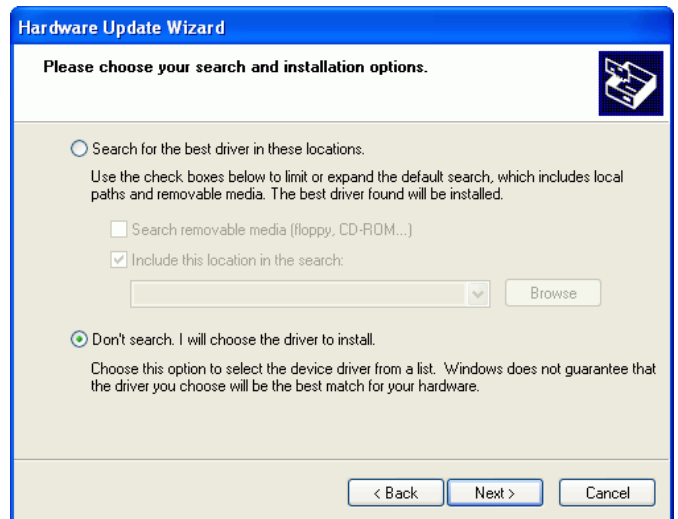 Hardware Update Wizard
Please choose your search and installation options.
Search for the best driver in these locations.
Use the check boxes below to limit or expand the default search, which includes local
paths and removable media. The best driver found will be installed.
Search removable media (floppy, CD-ROM...)
Include this location in the search:
Browse
Don't search. I will choose the driver to install.
Choose this option to select the device driver from a list.  Windows does not guarantee that
the driver you choose will be the best match for your hardware.
< Back Next > Cancel